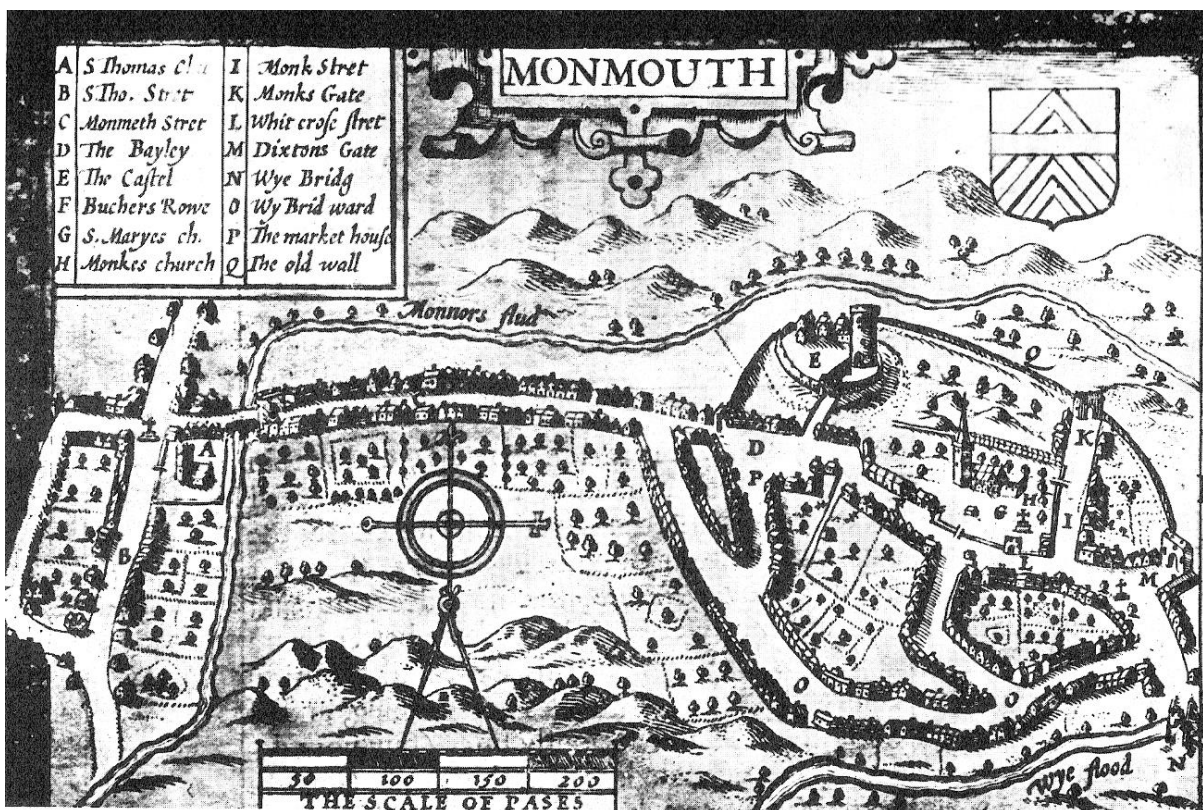 MONMOUTH
A S Thomas
B S Tho. Stret
C Monmeth Stret
D The Bayley
E The Castel
F Buchers Rowe
G S. Maryes ch.
H Monkes church
I Monk Stret
K Monks Gate
L Whit crose stret
M Dixtons Gate
N Wye Bridg
O Wy Brid ward
P The market house
Q The old wall
Monnors flud
E
Q
K
A
D
P
H
G
I
B
L
M
O
O
Wye flood
N
50 100 150 200
THE SCALE OF PASES